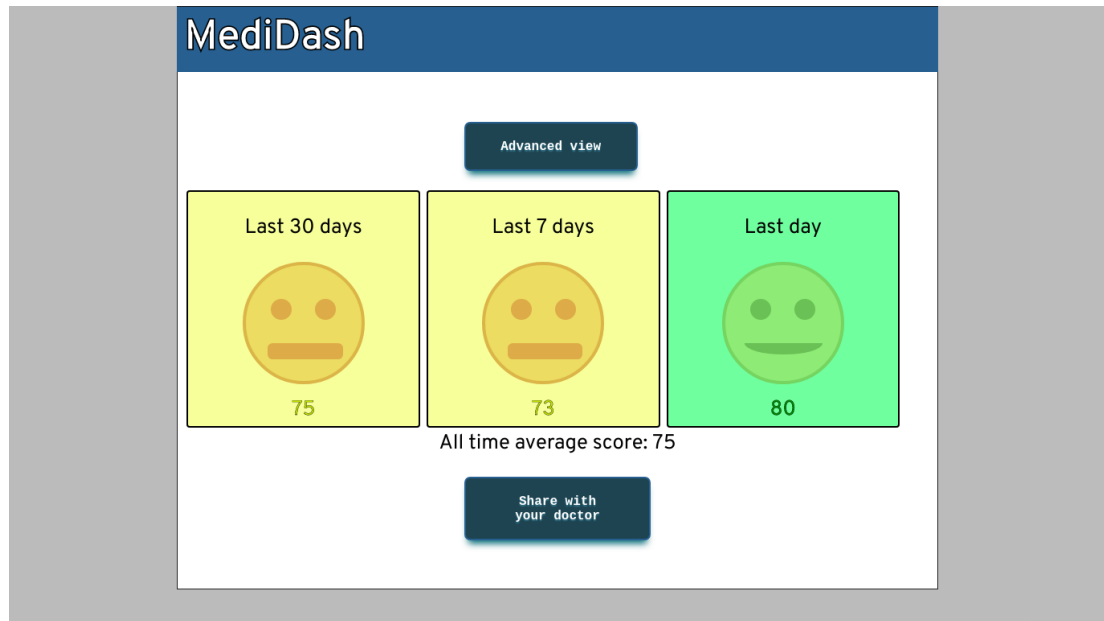 MediDash
Advanced view
Last 30 days
Last 7 days
Last day
75
73
80
All time average score: 75
Share with
your doctor